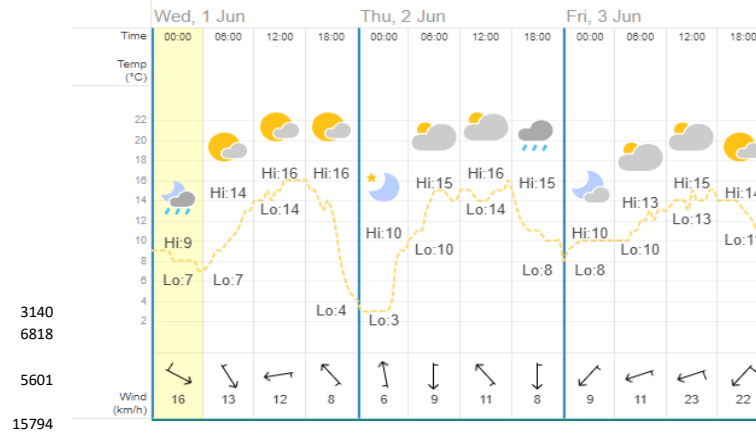 Wed, 1 Jun Thu, 2 Jun Fri, 3 Jun
Time 00:00 06:00 12:00 18:00 00:00 06:00 12:00 18:00 00:00 06:00 12:00 18:00
Temp
(°C)
22
20
18
16 Hi:16 Hi:16 Hi:16
Hi:14 Hi:15 Hi:15 Hi:15 Hi:14
14 Lo:14 Lo:14 Hi:13
12 Lo:13
10 Hi:9 Hi:10 Hi:10
Lo:10 Lo:10
8 Lo:7 Lo:7 Lo:8 Lo:8
6
4 Lo:4
3140
2 Lo:3
6818
5601
Wind
(km/h) 16 13 12 8 6 9 11 8 9 11 23 22
15794